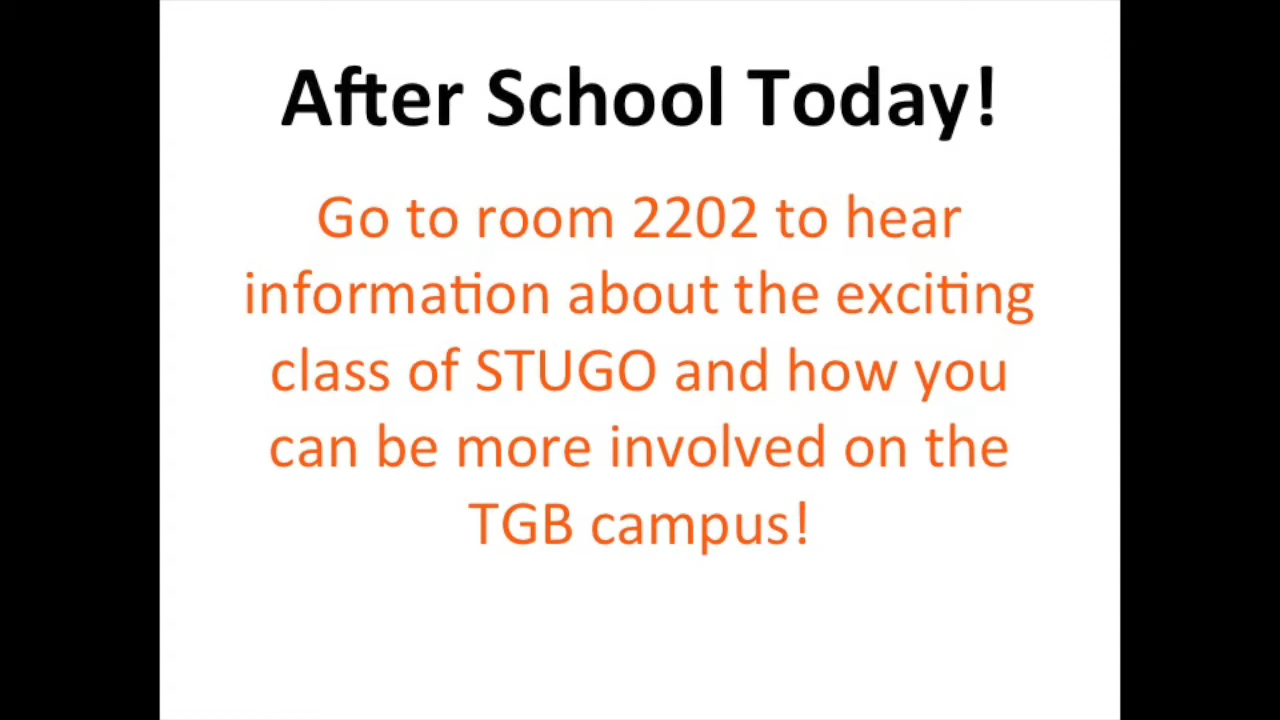 After School Today!
Go to room 2202 to hear
information about the exciting
class of STUGO and how you
can be more involved on the
TGB campus!